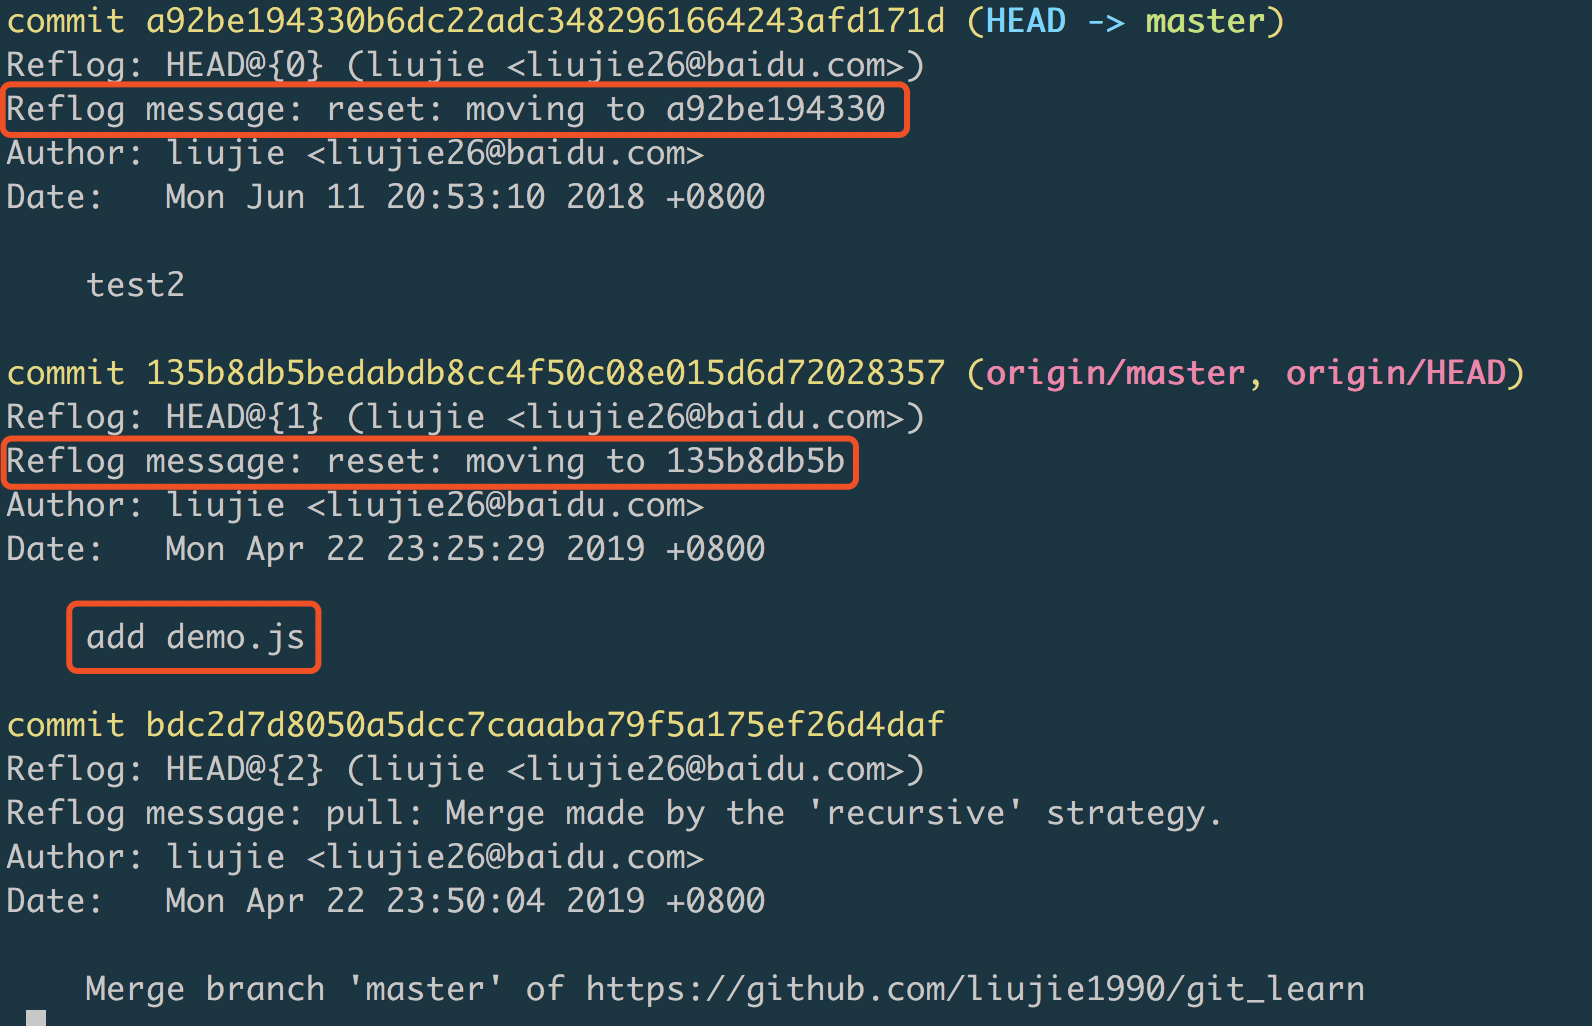 commit a92be194330b6dc22adc3482961664243afd171d (HEAD -> master)
Reflog: HEAD@{0} (liujie <liujie26@baidu.com>)
Reflog message: reset: moving to a92be194330
Author: liujie <liujie26@baidu.com>
Date:   Mon Jun 11 20:53:10 2018 +0800
test2
commit 135b8db5bedabdb8cc4f50c08e015d6d72028357 (origin/master, origin/HEAD)
Reflog: HEAD@{1} (liujie <liujie26@baidu.com>)
Reflog message: reset: moving to 135b8db5b
Author: liujie <liujie26@baidu.com>
Date:   Mon Apr 22 23:25:29 2019 +0800
add demo.js
commit bdc2d7d8050a5dcc7caaaba79f5a175ef26d4daf
Reflog: HEAD@{2} (liujie <liujie26@baidu.com>)
Reflog message: pull: Merge made by the 'recursive' strategy.
Author: liujie <liujie26@baidu.com>
Date:   Mon Apr 22 23:50:04 2019 +0800
Merge branch 'master' of https://github.com/liujie1990/git_learn